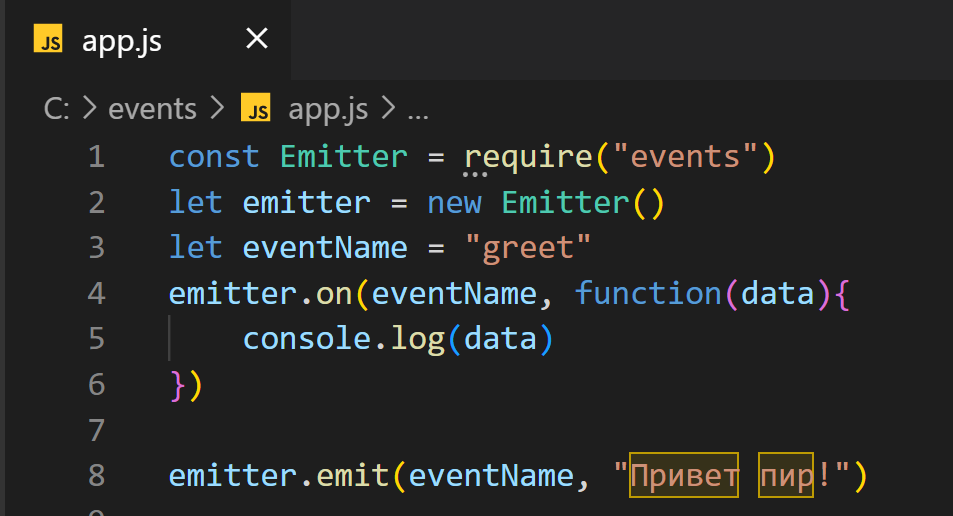 JS app.js ×
C: > events > JS app.js > ...
1 const Emitter = require("events")
2 let emitter = new Emitter()
3 let eventName = "greet"
4 emitter.on(eventName, function(data){
5 console.log(data)
6 })
7
8 emitter.emit(eventName, "Привет пир!")